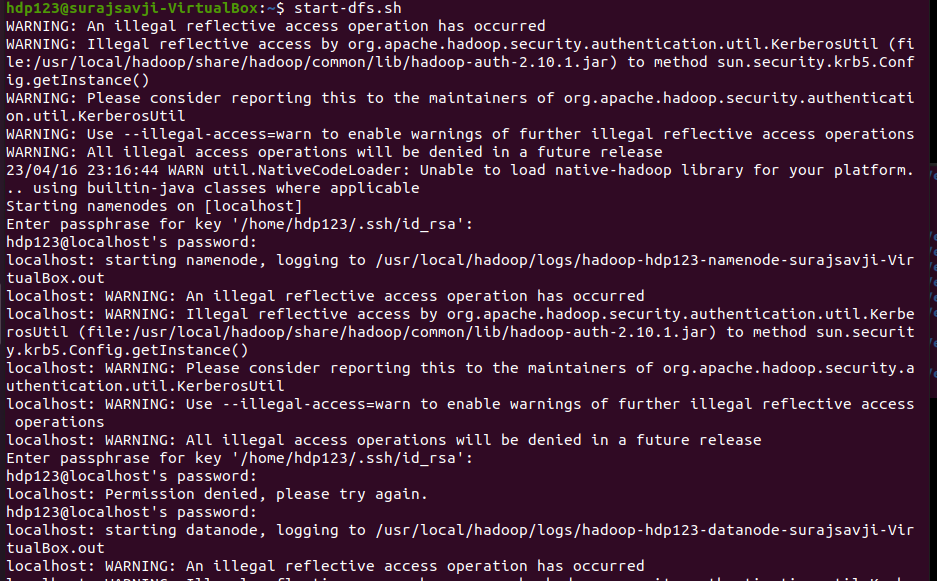 hdp123@surajsavji-VirtualBox:~$ start-dfs.sh
WARNING: An illegal reflective access operation has occurred
WARNING: Illegal reflective access by org.apache.hadoop.security.authentication.util.KerberosUtil (fi
le:/usr/local/hadoop/share/hadoop/common/lib/hadoop-auth-2.10.1.jar) to method sun.security.krb5.Conf
ig.getInstance()
WARNING: Please consider reporting this to the maintainers of org.apache.hadoop.security.authenticati
on.util.KerberosUtil
WARNING: Use --illegal-access=warn to enable warnings of further illegal reflective access operations
WARNING: All illegal access operations will be denied in a future release
23/04/16 23:16:44 WARN util.NativeCodeLoader: Unable to load native-hadoop library for your platform.
.. using builtin-java classes where applicable
Starting namenodes on [localhost]
Enter passphrase for key '/home/hdp123/.ssh/id_rsa':
hdp123@localhost's password:
localhost: starting namenode, logging to /usr/local/hadoop/logs/hadoop-hdp123-namenode-surajsavji-Vir
tualBox.out
localhost: WARNING: An illegal reflective access operation has occurred
localhost: WARNING: Illegal reflective access by org.apache.hadoop.security.authentication.util.Kerbe
rosUtil (file:/usr/local/hadoop/share/hadoop/common/lib/hadoop-auth-2.10.1.jar) to method sun.securit
y.krb5.Config.getInstance()
localhost: WARNING: Please consider reporting this to the maintainers of org.apache.hadoop.security.a
uthentication.util.KerberosUtil
localhost: WARNING: Use --illegal-access=warn to enable warnings of further illegal reflective access
 operations
localhost: WARNING: All illegal access operations will be denied in a future release
Enter passphrase for key '/home/hdp123/.ssh/id_rsa':
hdp123@localhost's password:
localhost: Permission denied, please try again.
hdp123@localhost's password:
localhost: starting datanode, logging to /usr/local/hadoop/logs/hadoop-hdp123-datanode-surajsavji-Vir
tualBox.out
localhost: WARNING: An illegal reflective access operation has occurred